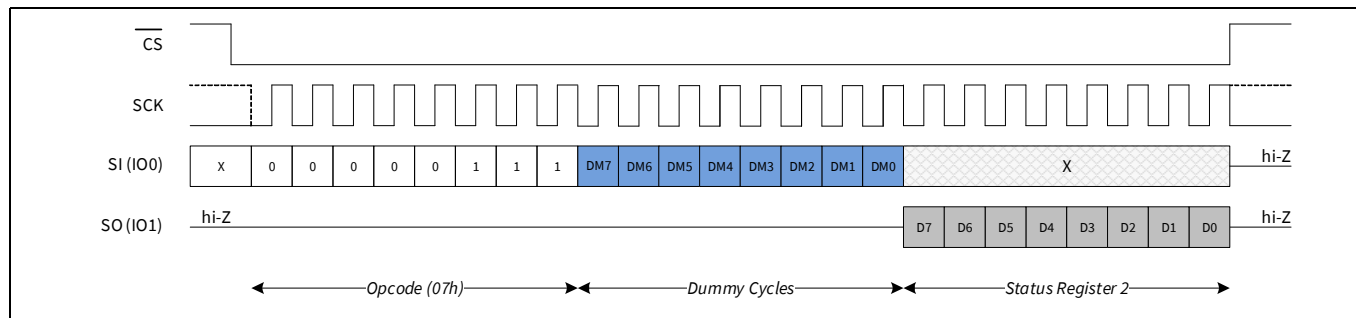 CS
SCK
SI (IO0) X 0 0 0 0 0 1 1 1 DM7 DM6 DM5 DM4 DM3 DM2 DM1 DM0 X hi-Z
SO (IO1) hi-Z D7 D6 D5 D4 D3 D2 D1 D0 hi-Z
Opcode (07h) Dummy Cycles Status Register 2